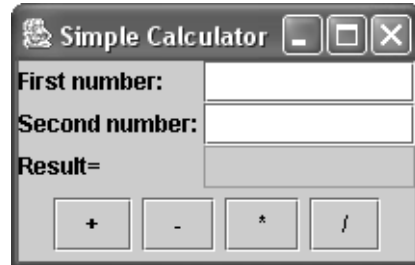 Simple Calculator
First number:
Second number:
Result=
+ - * /